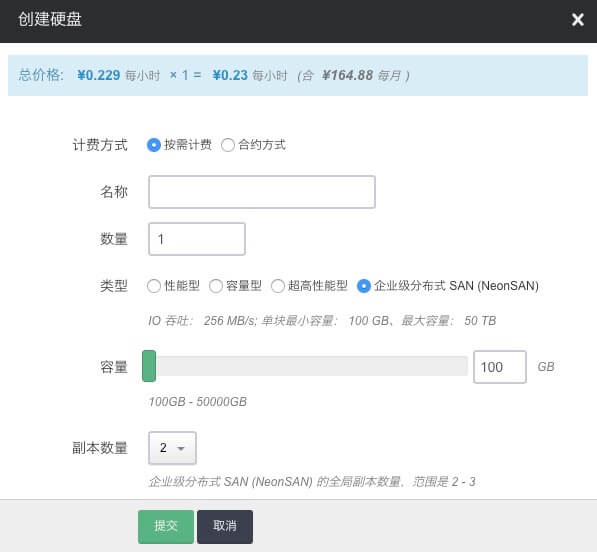 创建硬盘 ×
总价格: ¥0.229 每小时 × 1 = ¥0.23 每小时 (合 ¥164.88 每月 )
计费方式 按需计费 合约方式
名称
数量 1
类型 性能型 容量型 超高性能型 企业级分布式 SAN (NeonSAN)
IO 吞吐: 256 MB/s; 单块最小容量: 100 GB、最大容量: 50 TB
容量 100 GB
100GB - 50000GB
副本数量 2
企业级分布式 SAN (NeonSAN) 的全局副本数量、范围是 2 - 3
提交 取消